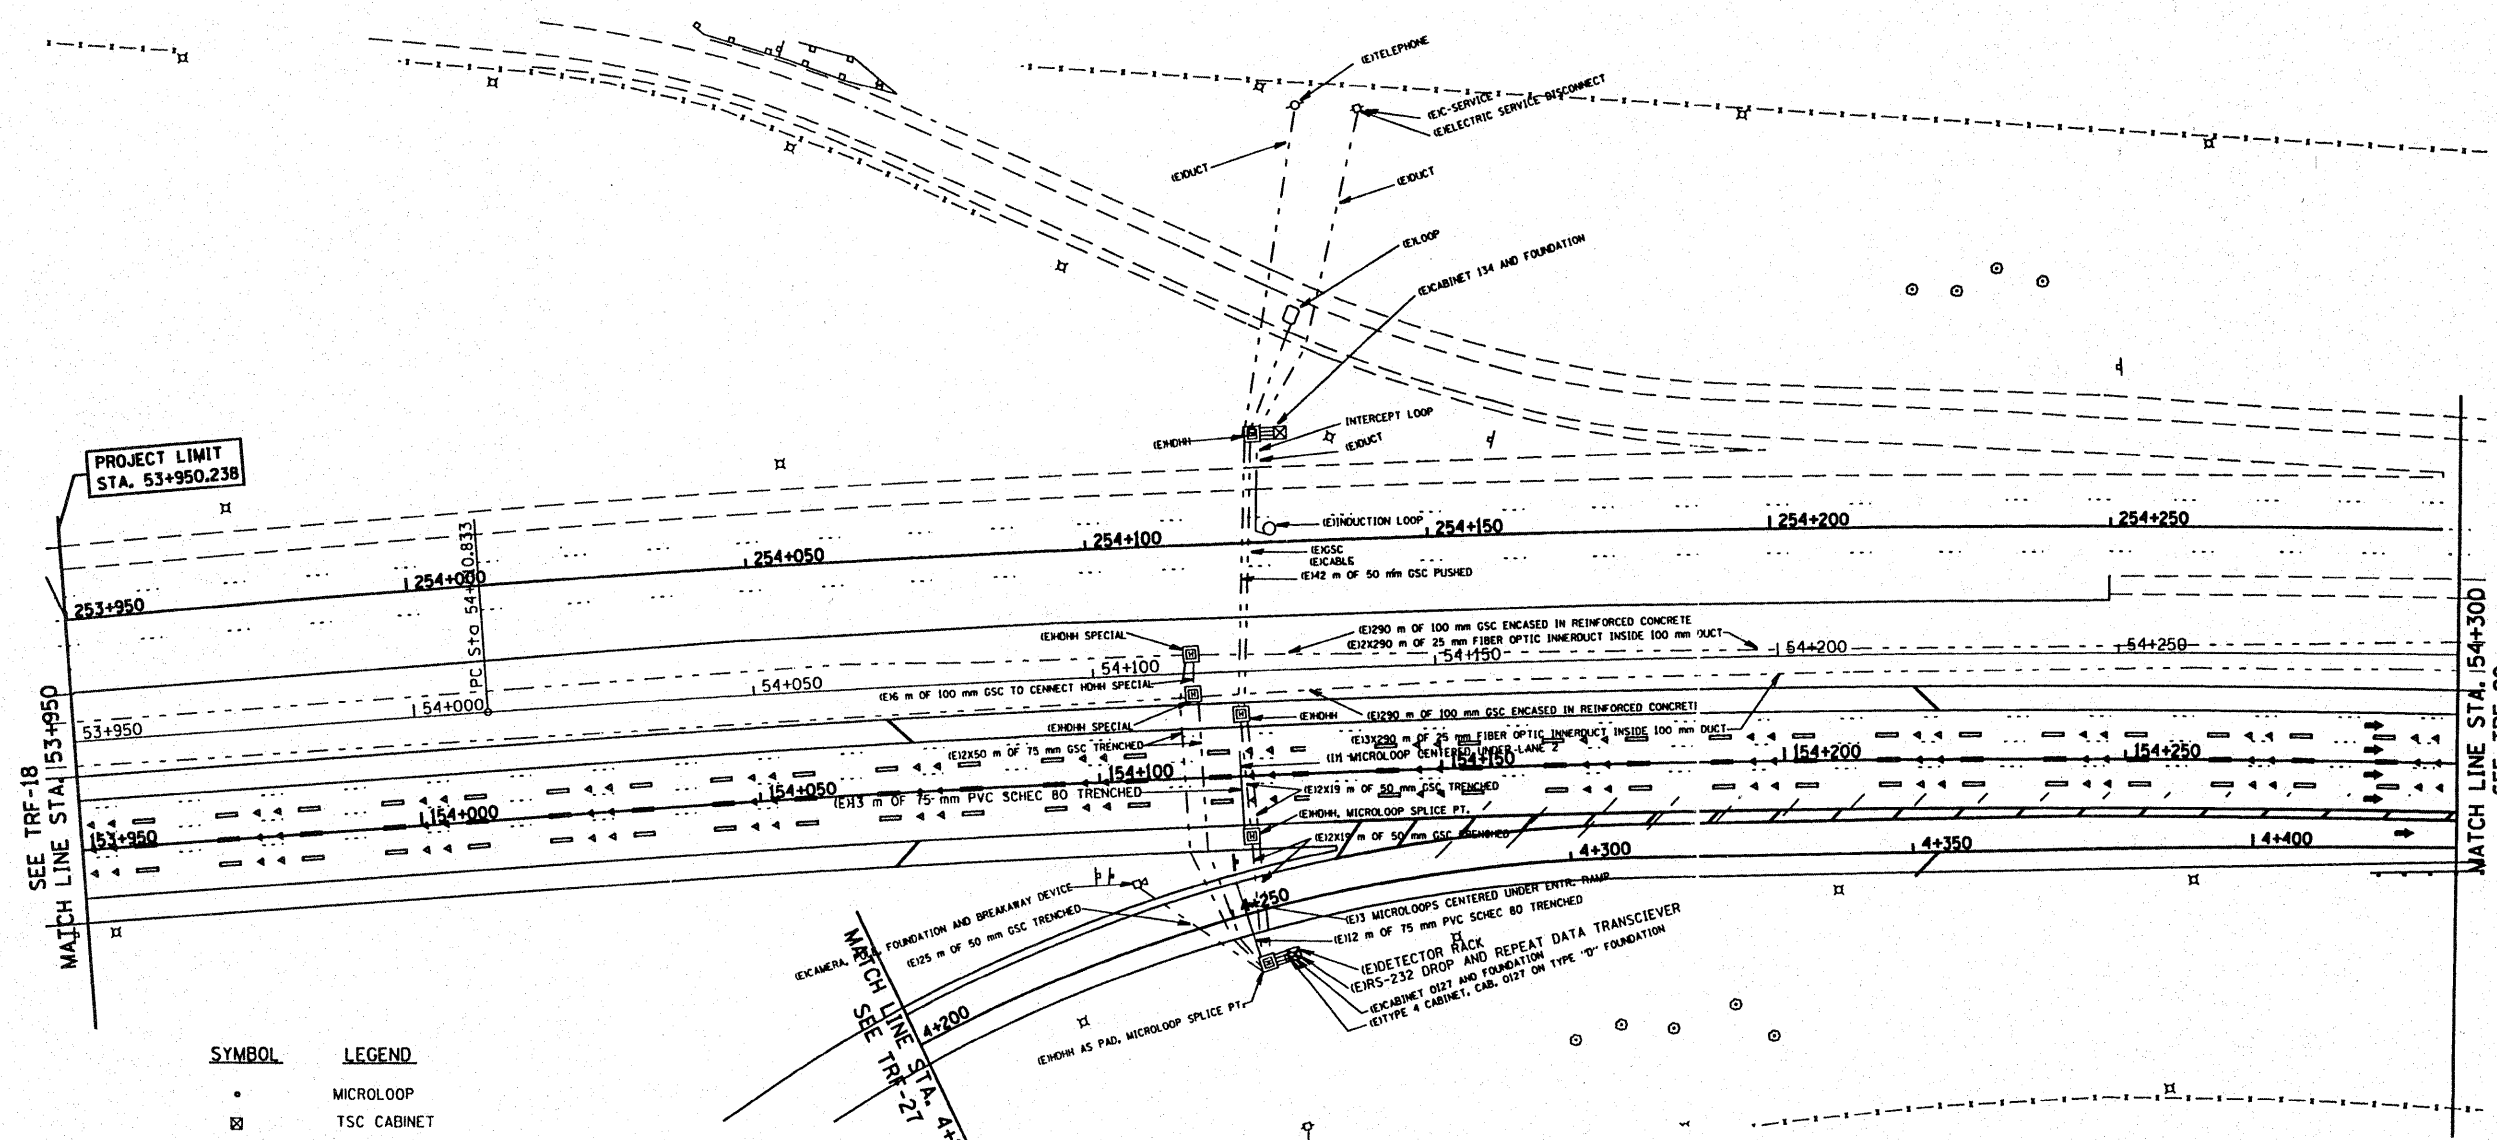 (E)TELEPHONE
(E)C-SERVICE
(E)ELECTRIC SERVICE DISCONNECT
(E)DUCT
(E)DUCT
(E)LOOP
(E)CABINET 134 AND FOUNDATION
INTERCEPT LOOP
(E)HDHH
(E)DUCT
PROJECT LIMIT
STA. 53+950.238
(E)INDUCTION LOOP
253+950
254+000
254+050
254+100
254+150
254+200
254+250
(E)GSC
(E)CABLE
(E)42 m OF 50 mm GSC PUSHED
PC Sta 54+010.833
(E)HDHH SPECIAL
(E)290 m OF 100 mm GSC ENCASED IN REINFORCED CONCRETE
(E)2X290 m OF 25 mm FIBER OPTIC INNERDUCT INSIDE 100 mm DUCT
53+950
54+000
54+050
54+100
54+150
54+200
54+250
(E)6 m OF 100 mm GSC TO CENNECT HDHH SPECIAL
(E)HDHH SPECIAL
(E)HDHH
(E)290 m OF 100 mm GSC ENCASED IN REINFORCED CONCRET
(E)3X290 m OF 25 mm FIBER OPTIC INNERDUCT INSIDE 100 mm DUCT
(E)2X50 m OF 75 mm GSC TRENCHED
MICROLOOP CENTERED UNDER LANE 2
153+950
154+000
154+050
154+100
154+150
154+200
154+250
(E)13 m OF 75 mm PVC SCHEC 80 TRENCHED
(E)2X19 m OF 50 mm GSC TRENCHED
(E)HDHH, MICROLOOP SPLICE PT.
(E)2X19 m OF 50 mm GSC TRENCHED
SEE TRF-18
MATCH LINE STA. 153+950
MATCH LINE STA. 154+300
4+200
4+250
4+300
4+350
4+400
(E)CAMERA, FOUNDATION AND BREAKAWAY DEVICE
(E)25 m OF 50 mm GSC TRENCHED
(E)3 MICROLOOPS CENTERED UNDER ENTR. RAMP
(E)12 m OF 75 mm PVC SCHEC 80 TRENCHED
(E)DETECTOR RACK
(E)RS-232 DROP AND REPEAT DATA TRANSCIEVER
(E)CABINET 0127 AND FOUNDATION
(E)TYPE 4 CABINET, CAB. 0127 ON TYPE "D" FOUNDATION
(E)HDHH AS PAD, MICROLOOP SPLICE PT.
MATCH LINE STA.
SEE TRF-27
SYMBOL LEGEND
MICROLOOP
TSC CABINET